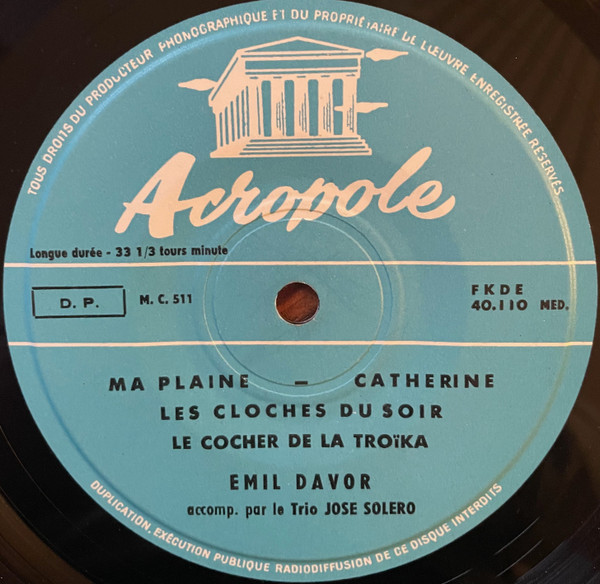 TOUS DROITS DU PRODUCTEUR PHONOGRAPHIQUE ET DU PROPRIÉTAIRE DE L'ŒUVRE ENREGISTRÉE RÉSERVÉS
Acropole
Longue durée - 33 1/3 tours minute
D. P.
M. C. 511
FKDE
40.110 MED.
MA PLAINE – CATHERINE
LES CLOCHES DU SOIR
LE COCHER DE LA TROÏKA
EMIL DAVOR
accomp. par le Trio JOSE SOLERO
DUPLICATION, EXÉCUTION PUBLIQUE RADIODIFFUSION DE CE DISQUE INTERDITS